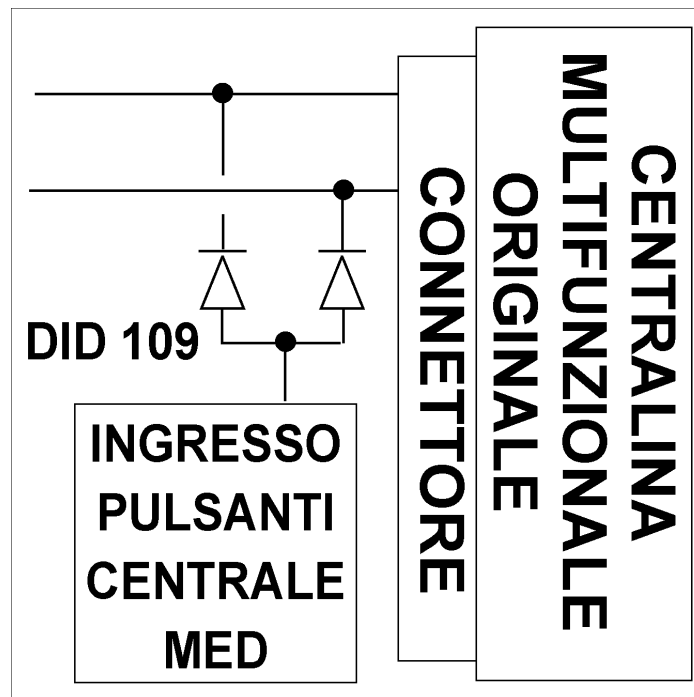 DID 109
INGRESSO
PULSANTI
CENTRALE
MED
CONNETTORE
CENTRALINA
MULTIFUNZIONALE
ORIGINALE